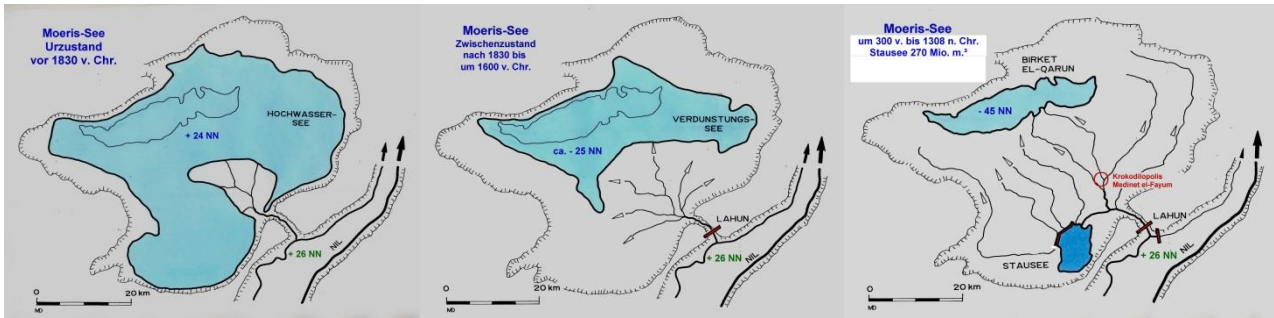 Moeris-See
Urzustand
vor 1830 v. Chr.
HOCHWASSER-
SEE
+ 24 NN
+ 26 NN
NIL
0
20 km
MD
Moeris-See
Zwischenzustand
nach 1830 bis
um 1600 v. Chr.
VERDUNSTUNGS-
SEE
ca. - 25 NN
LAHUN
+ 26 NN
NIL
0
20 km
MD
Moeris-See
um 300 v. bis 1308 n. Chr.
Stausee 270 Mio. m.³
BIRKET
EL-QARUN
- 45 NN
Krokodilopolis
Medinet el-Fayum
LAHUN
STAUSEE
+ 26 NN
NIL
0
20 km
MD